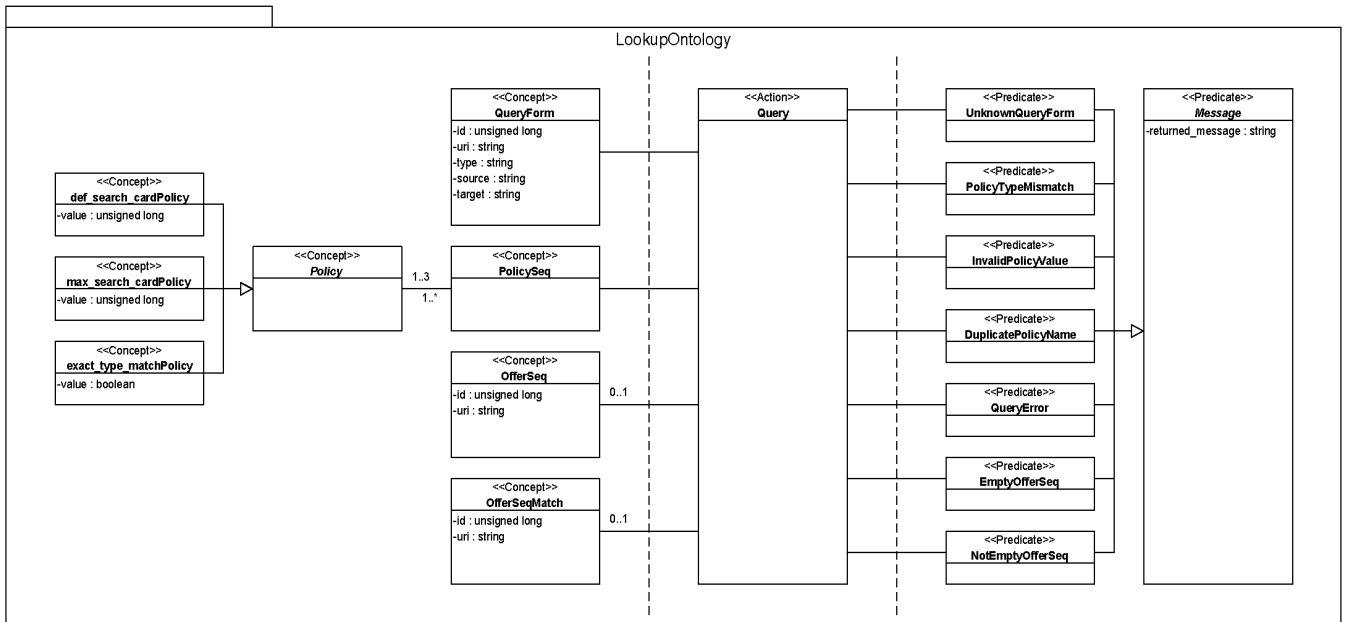 LookupOntology
<<Concept>>
def_search_cardPolicy
-value : unsigned long
<<Concept>>
max_search_cardPolicy
-value : unsigned long
<<Concept>>
exact_type_matchPolicy
-value : boolean
<<Concept>>
Policy
1..3
1..*
<<Concept>>
QueryForm
-id : unsigned long
-uri : string
-type : string
-source : string
-target : string
<<Concept>>
PolicySeq
<<Concept>>
OfferSeq
-id : unsigned long
-uri : string
0..1
<<Concept>>
OfferSeqMatch
-id : unsigned long
-uri : string
0..1
<<Action>>
Query
<<Predicate>>
UnknownQueryForm
<<Predicate>>
PolicyTypeMismatch
<<Predicate>>
InvalidPolicyValue
<<Predicate>>
DuplicatePolicyName
<<Predicate>>
QueryError
<<Predicate>>
EmptyOfferSeq
<<Predicate>>
NotEmptyOfferSeq
<<Predicate>>
Message
-returned_message : string